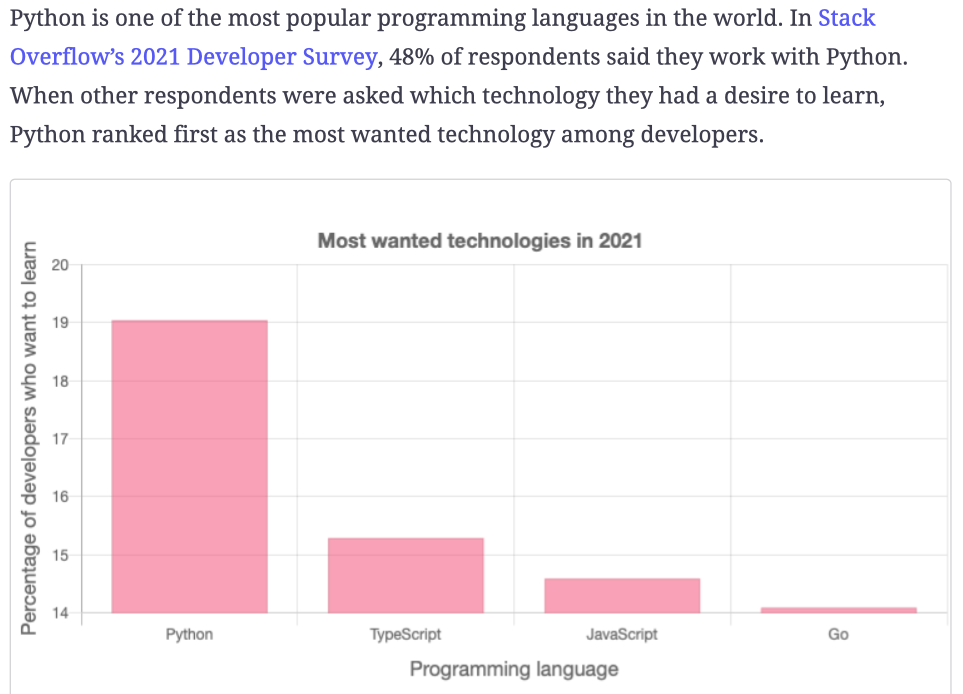 Python is one of the most popular programming languages in the world. In Stack
Overflow’s 2021 Developer Survey, 48% of respondents said they work with Python.
When other respondents were asked which technology they had a desire to learn,
Python ranked first as the most wanted technology among developers.
Most wanted technologies in 2021
Percentage of developers who want to learn
20
19
18
17
16
15
14
Python TypeScript JavaScript Go
Programming language